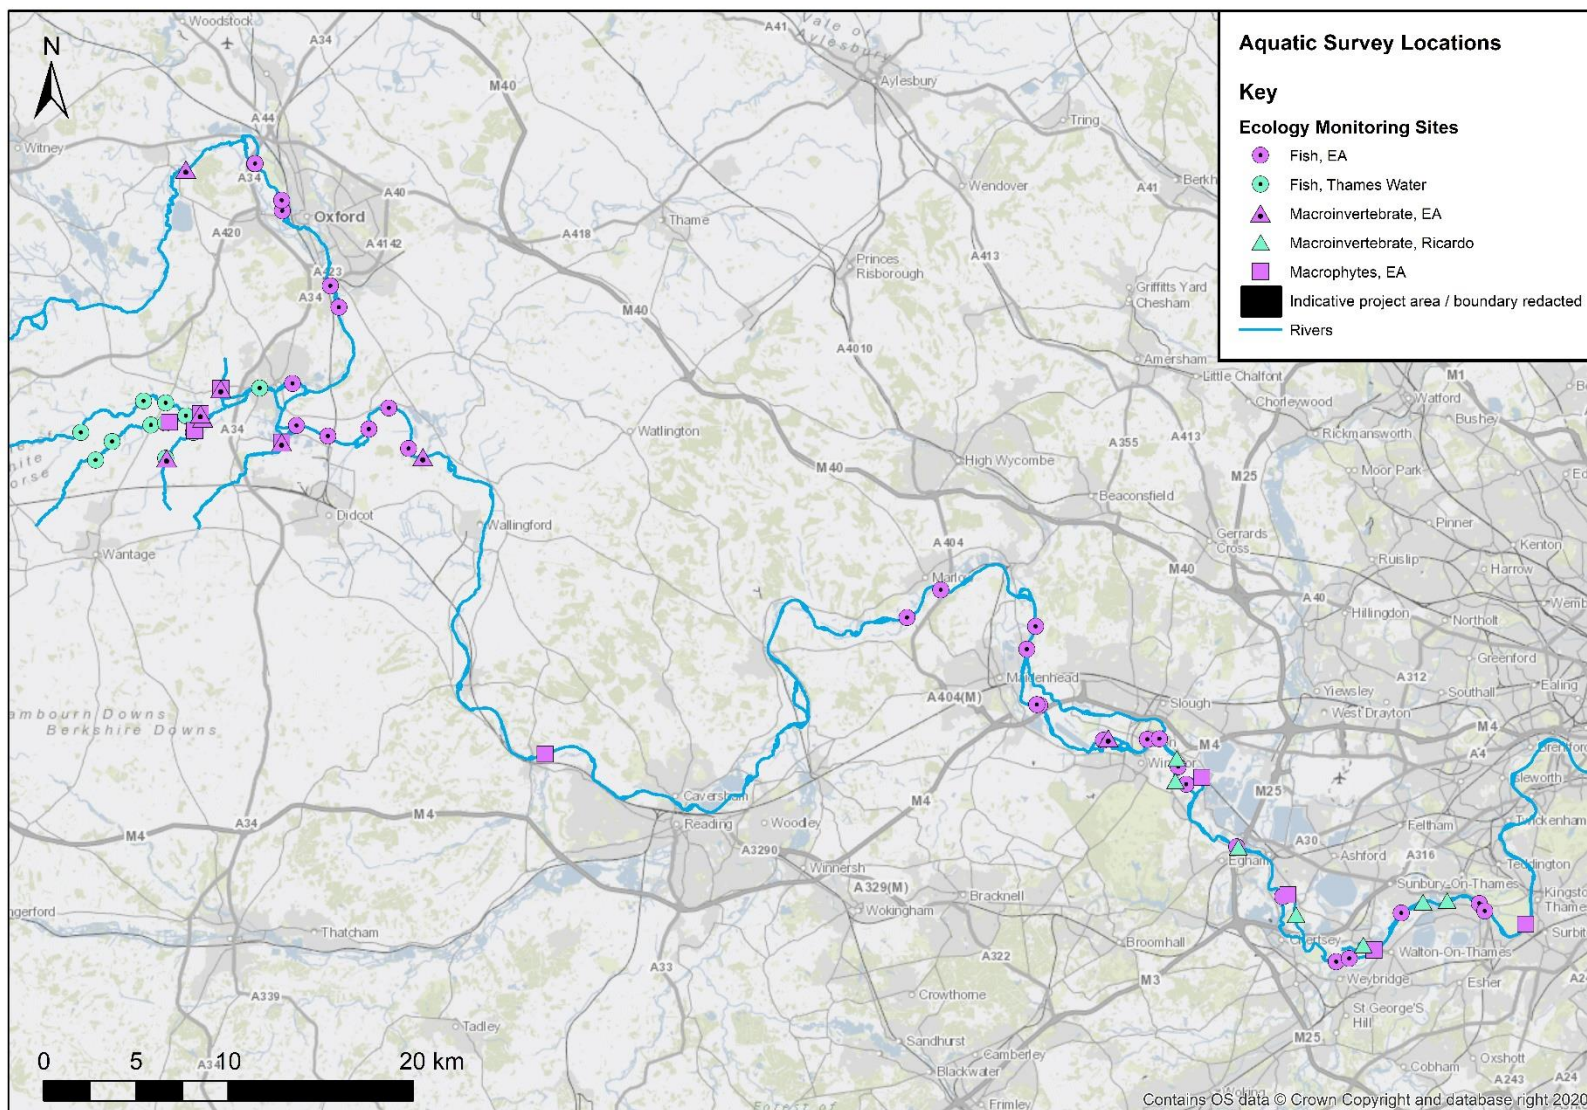 Aquatic Survey Locations
Key
Ecology Monitoring Sites
Fish, EA
Fish, Thames Water
Macroinvertebrate, EA
Macroinvertebrate, Ricardo
Macrophytes, EA
Indicative project area / boundary redacted
Rivers
N
Woodstock
A34
A41
Vale of
Aylesbury
M40
Aylesbury
A44
Tring
Witney
A34
A40
Wendover
A41
Oxford
A420
A4142
A418
Thame
A413
A423
A34
Princes
Risborough
M40
Griffitts Yard
Chesham
A4010
Amersham
Little Chalfont
M1
Chorleywood
Watford
Bushey
A34
Watlington
A355
A413
Rickmansworth
M25
Moor Park
High Wycombe
M40
Beaconsfield
Didcot
Wallingford
Pinner
Wantage
A404
Gerrards
Cross
Kenton
Ruislip
Harrow
M40
A40
Hillingdon
Northolt
Greenford
Maidenhead
A404(M)
Slough
Yiewsley
A312
Southall
Ealing
West Drayton
M4
Berkshire Downs
M4
A4
M25
Caversham
Reading
Woodley
M4
A34
M4
M4
A3290
Winnersh
A30
Feltham
Twickenham
Egham
Ashford
A316
Teddington
A329(M)
Bracknell
Sunbury-On-Thames
Wokingham
Thatcham
Broomhall
Chertsey
Walton-On-Thames
A322
M3
Weybridge
Esher
A33
Crowthorne
A339
St George'S
Hill
Tadley
M25
Sandhurst
Camberley
Cobham
Oxshott
Blackwater
A243
A24
Frimley
0 5 10 20 km
Contains OS data © Crown Copyright and database right 2020